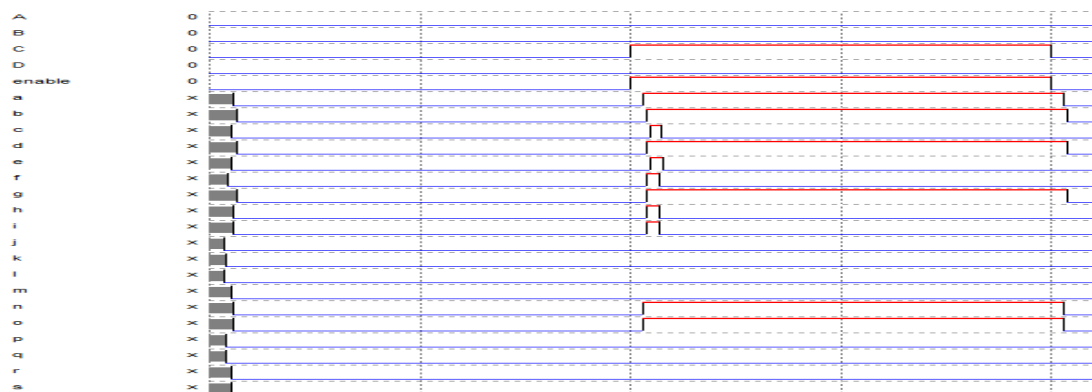 A 0
B 0
C 0
D 0
enable 0
a x
b x
c x
d x
e x
f x
g x
h x
i x
j x
k x
l x
m x
n x
o x
p x
q x
r x
s x